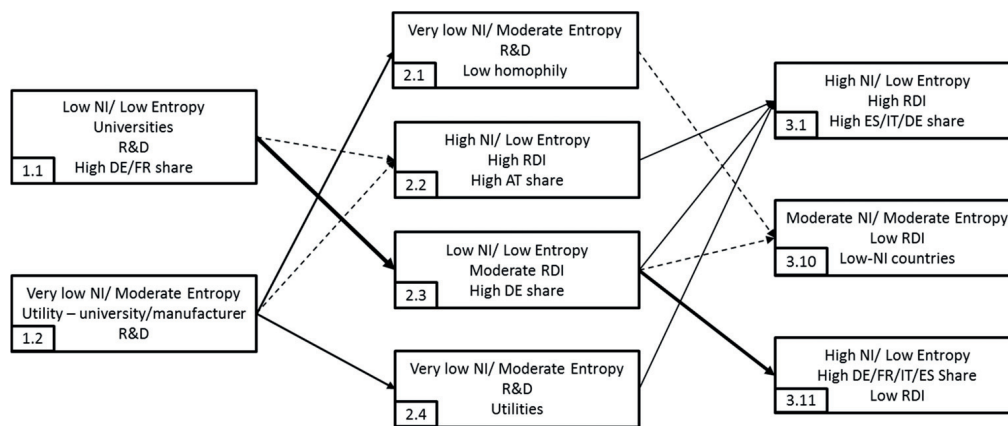 Low NI/ Low Entropy
Universities
R&D
High DE/FR share
1.1
Very low NI/ Moderate Entropy
Utility – university/manufacturer
R&D
1.2
Very low NI/ Moderate Entropy
R&D
Low homophily
2.1
High NI/ Low Entropy
High RDI
High AT share
2.2
Low NI/ Low Entropy
Moderate RDI
High DE share
2.3
Very low NI/ Moderate Entropy
R&D
Utilities
2.4
High NI/ Low Entropy
High RDI
High ES/IT/DE share
3.1
Moderate NI/ Moderate Entropy
Low RDI
Low-NI countries
3.10
High NI/ Low Entropy
High DE/FR/IT/ES Share
Low RDI
3.11